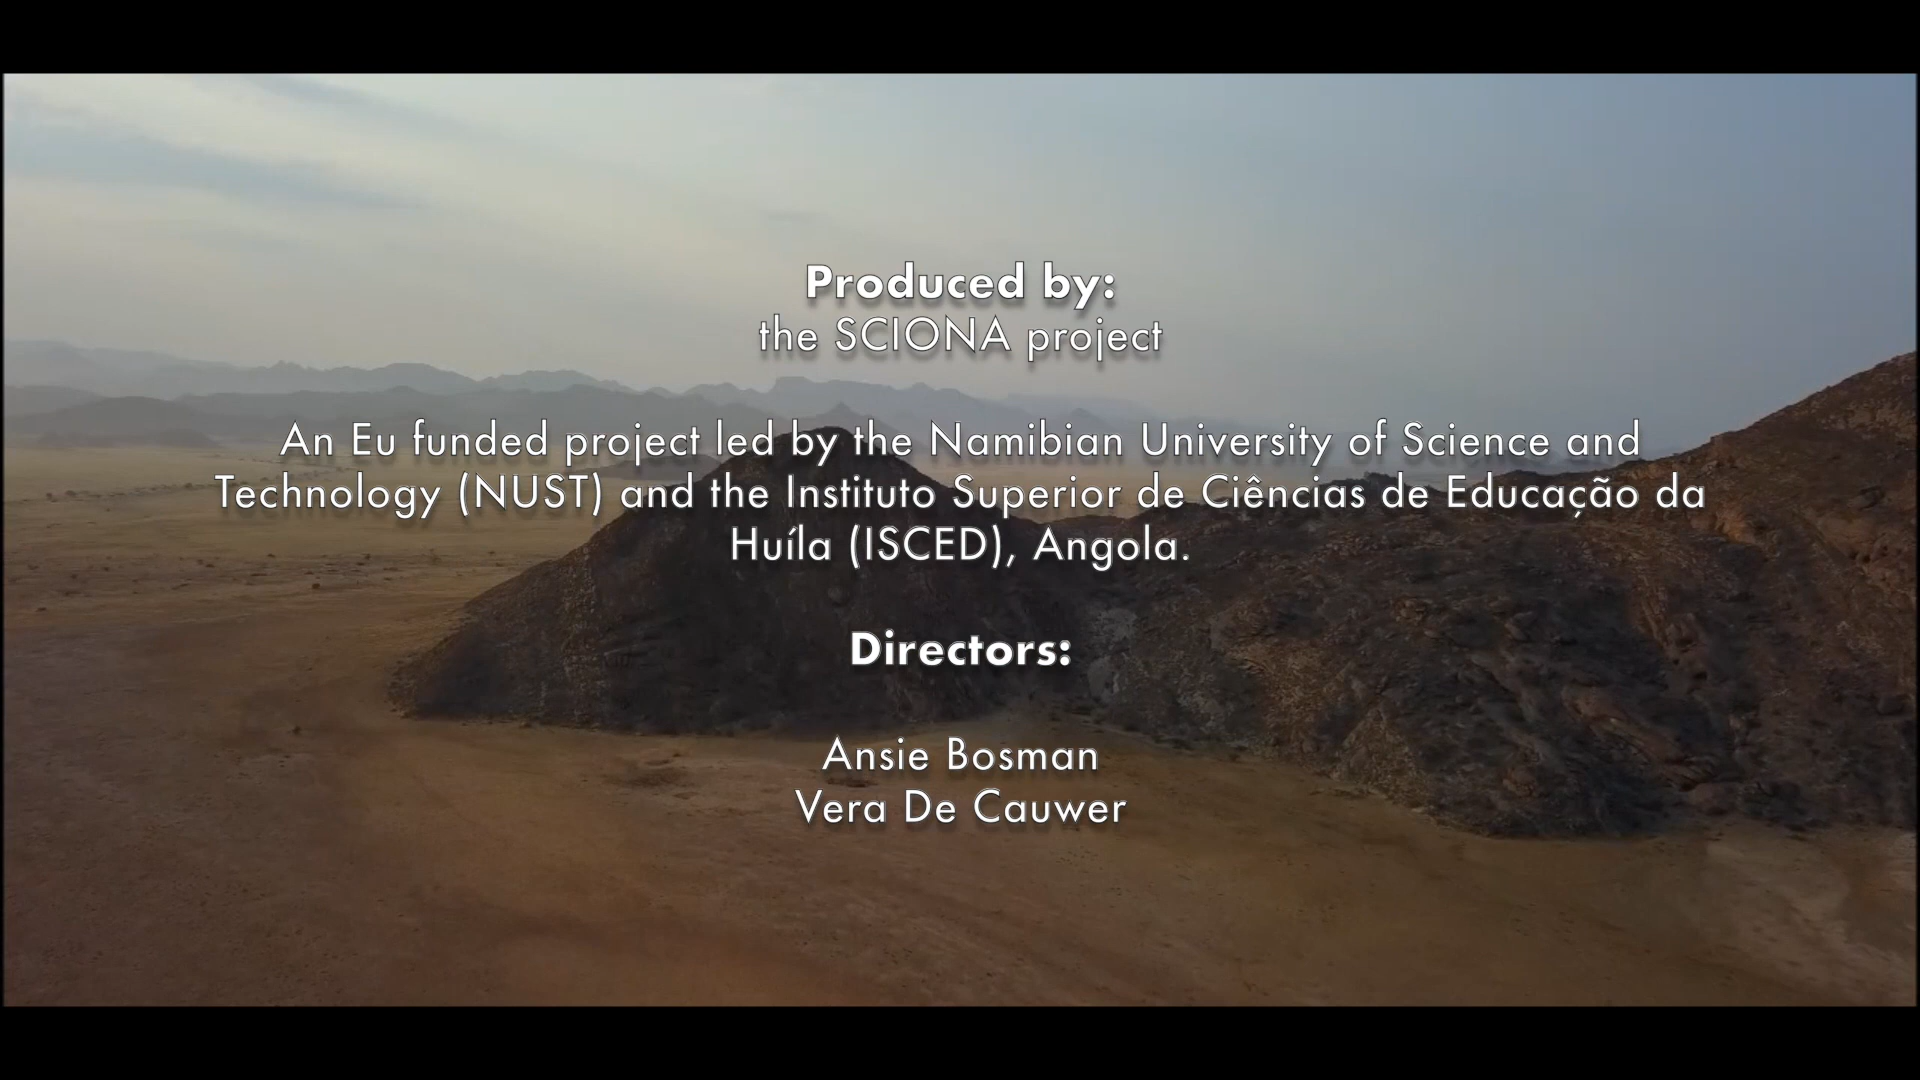 Produced by:
the SCIONA project
An Eu funded project led by the Namibian University of Science and
Technology (NUST) and the Instituto Superior de Ciências de Educação da
Huíla (ISCED), Angola.
Directors:
Ansie Bosman
Vera De Cauwer